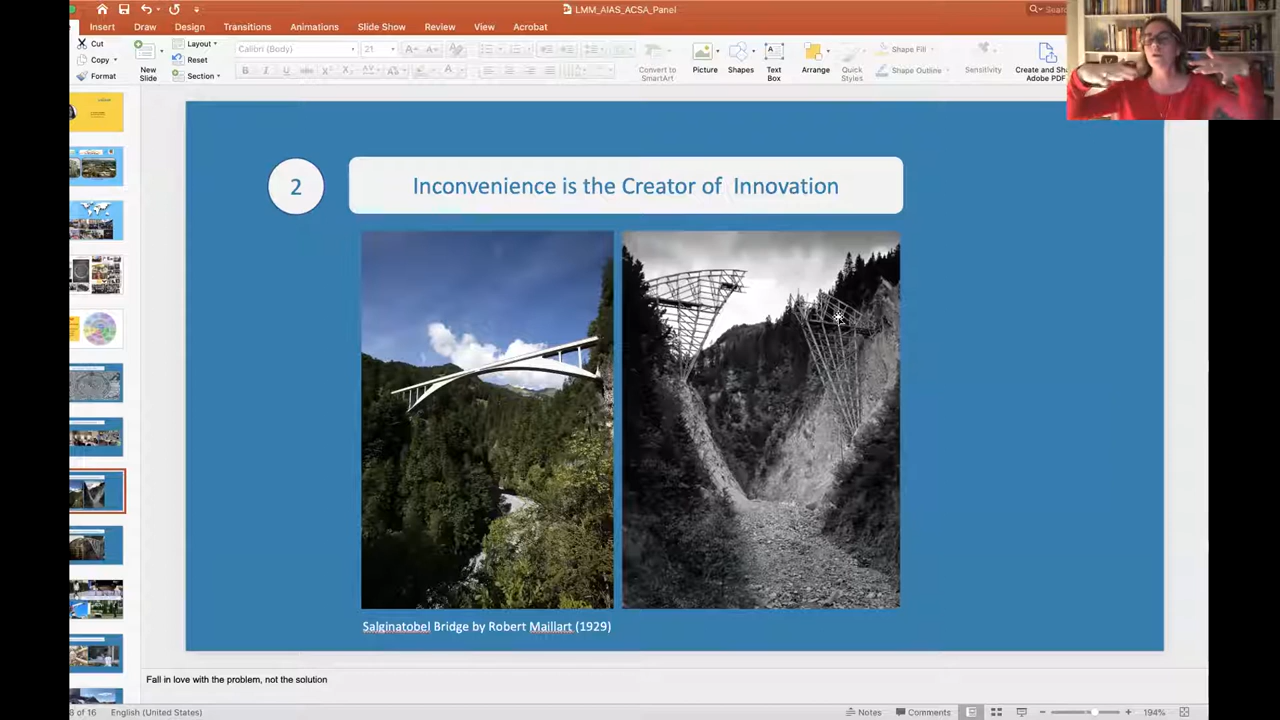 LMM_AIAS_ACSA_Panel
Insert Draw Design Transitions Animations Slide Show Review View Acrobat
Cut
Copy
Format
New
Slide
Layout
Reset
Section
Calibri (Body) 21
Convert to
SmartArt
Picture
Shapes
Text
Box
Arrange
Quick
Styles
Shape Fill
Shape Outline
Sensitivity
Create and
Adobe PDF
2
Inconvenience is the Creator of Innovation
Salginatobel Bridge by Robert Maillart (1929)
Fall in love with the problem, not the solution
of 16 English (United States) Notes Comments 194%